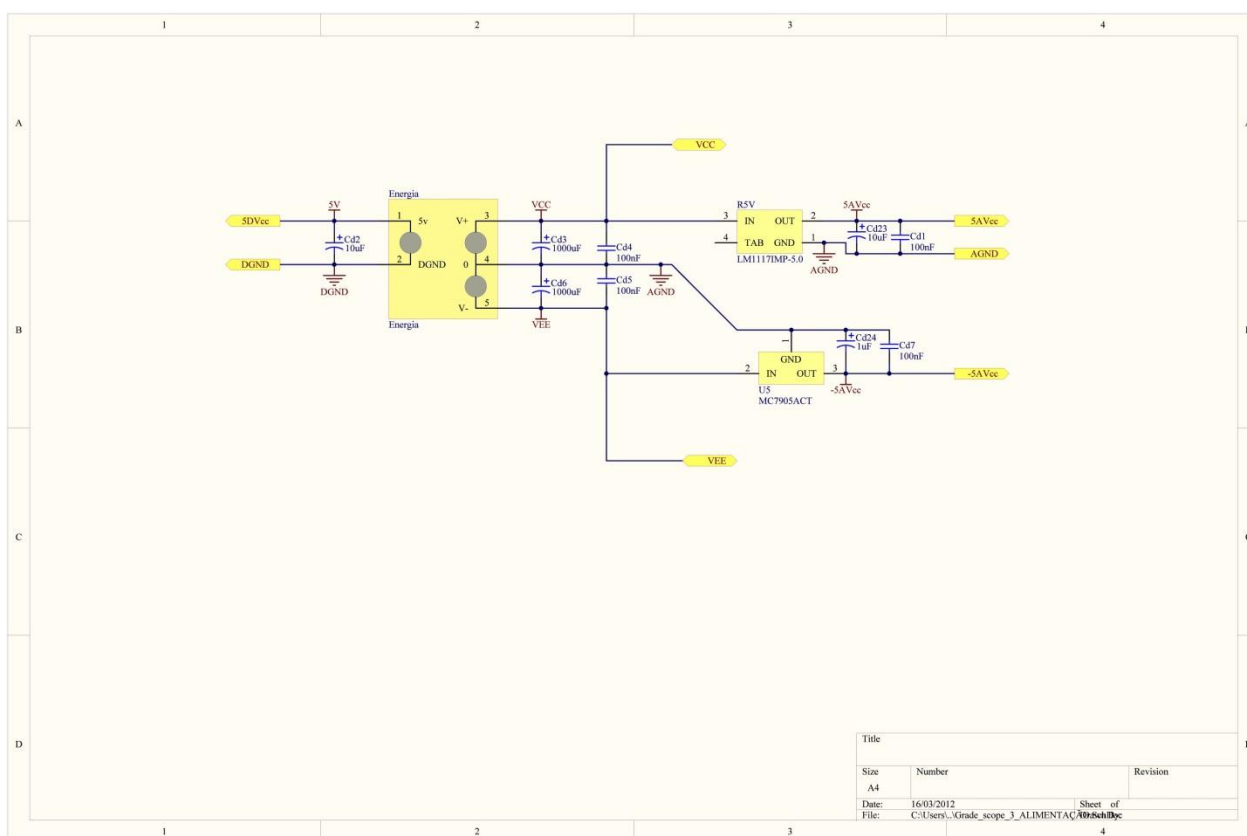 1 2 3 4
A
VCC
Energia
R5V
5V
VCC
5AVcc
5DVcc
1 5v
V+ 3
3 IN OUT 2
5AVcc
Cd2
10uF
Cd3
1000uF
Cd4
100nF
4 TAB GND 1
Cd23
10uF
Cd1
100nF
DGND
2 DGND
0 4
LM1117IMP-5.0
AGND
AGND
DGND
Cd6
1000uF
Cd5
100nF
AGND
V- 5
Energia
VEE
B
1
GND
Cd24
1uF
Cd7
100nF
2 IN OUT 3
-5AVcc
-5AVcc
U5
MC7905ACT
VEE
C
D
Title
Size
A4
Number
Revision
Date: 16/03/2012 Sheet of
File: C:\Users\..\Grade_scope_3_ALIMENTAÇÃO
1 2 3 4